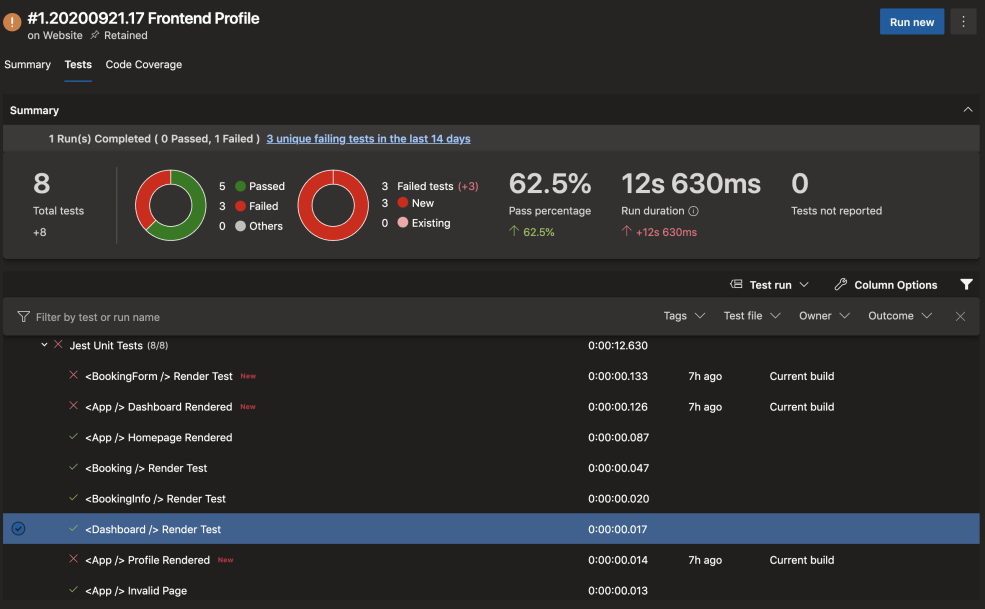 #1.20200921.17 Frontend Profile
on Website Retained
Run new
Summary Tests Code Coverage
Summary
1 Run(s) Completed ( 0 Passed, 1 Failed ) 3 unique failing tests in the last 14 days
8
Total tests
+8
5 Passed
3 Failed
0 Others
3 Failed tests (+3)
3 New
0 Existing
62.5%
Pass percentage
62.5%
12s 630ms
Run duration
+12s 630ms
0
Tests not reported
Test run Column Options
Filter by test or run name Tags Test file Owner Outcome
Jest Unit Tests (8/8) 0:00:12.630
<BookingForm /> Render Test New 0:00:00.133 7h ago Current build
<App /> Dashboard Rendered New 0:00:00.126 7h ago Current build
<App /> Homepage Rendered 0:00:00.087
<Booking /> Render Test 0:00:00.047
<BookingInfo /> Render Test 0:00:00.020
<Dashboard /> Render Test 0:00:00.017
<App /> Profile Rendered New 0:00:00.014 7h ago Current build
<App /> Invalid Page 0:00:00.013